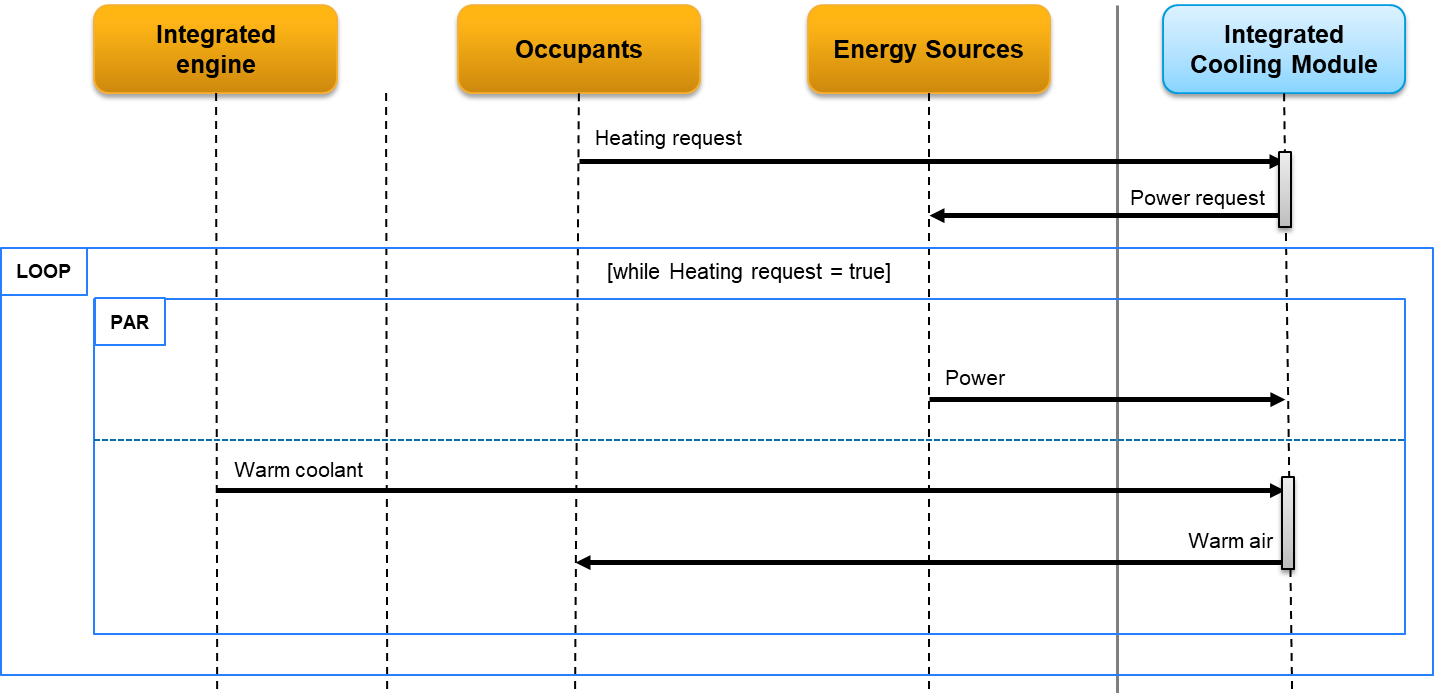 Integrated
engine
Occupants
Energy Sources
Integrated
Cooling Module
Heating request
Power request
LOOP
[while Heating request = true]
PAR
Power
Warm coolant
Warm air